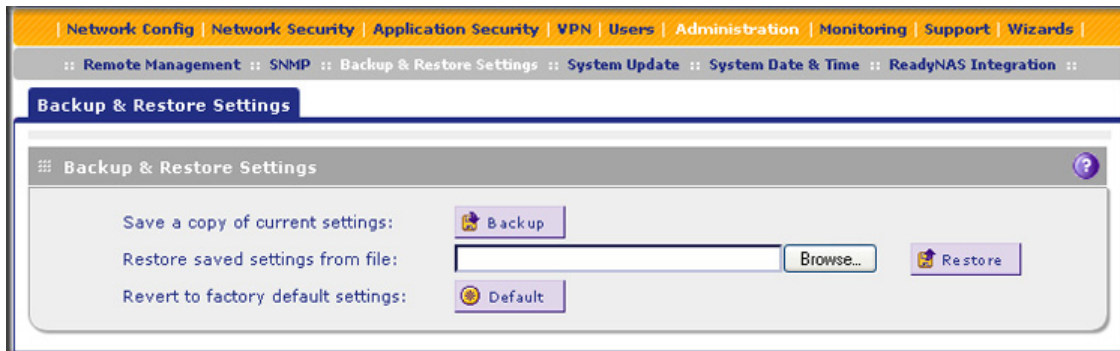 | Network Config | Network Security | Application Security | VPN | Users | Administration | Monitoring | Support | Wizards |
:: Remote Management :: SNMP :: Backup & Restore Settings :: System Update :: System Date & Time :: ReadyNAS Integration ::
Backup & Restore Settings
Backup & Restore Settings ?
Save a copy of current settings: Backup
Restore saved settings from file: Browse... Restore
Revert to factory default settings: Default